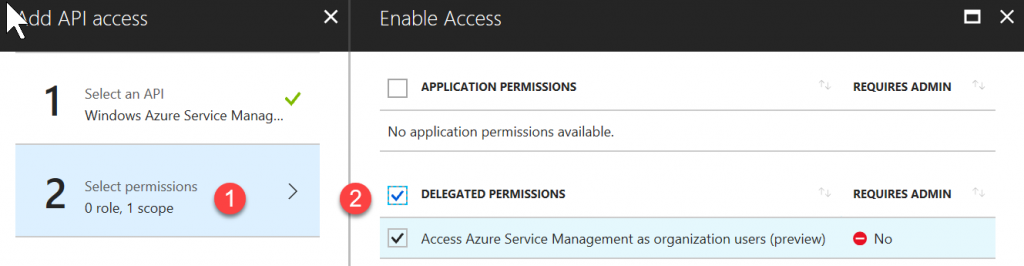 Add API access
Enable Access
1
Select an API
Windows Azure Service Manag...
2
Select permissions
0 role, 1 scope
1
APPLICATION PERMISSIONS
REQUIRES ADMIN
No application permissions available.
2
DELEGATED PERMISSIONS
REQUIRES ADMIN
Access Azure Service Management as organization users (preview)
No